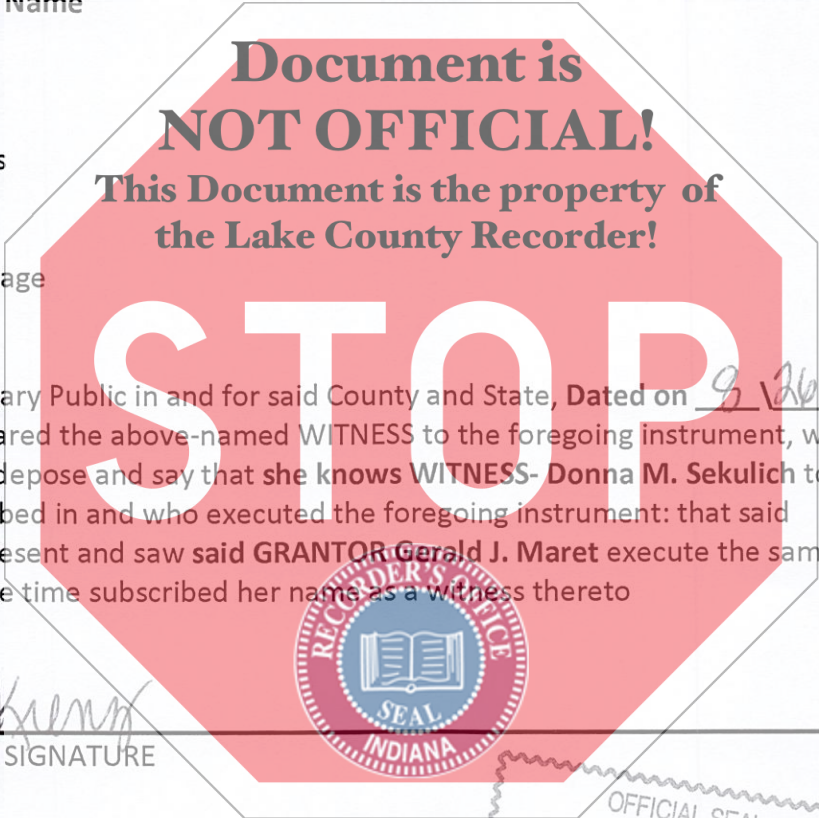 Name
Document is
NOT OFFICIAL!
This Document is the property of
the Lake County Recorder!
s
age
STOP
ary Public in and for said County and State, Dated on 8 \26
ared the above-named WITNESS to the foregoing instrument, w
depose and say that she knows WITNESS- Donna M. Sekulich to
bed in and who executed the foregoing instrument: that said
esent and saw said GRANTOR Gerald J. Maret execute the sam
e time subscribed her name as a witness thereto
RECORDER'S OFFICE
SEAL
INDIANA
SIGNATURE
OFFICIAL SEAL